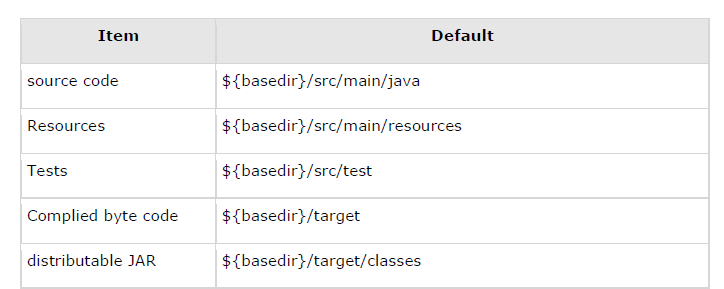 Item Default
source code ${basedir}/src/main/java
Resources ${basedir}/src/main/resources
Tests ${basedir}/src/test
Complied byte code ${basedir}/target
distributable JAR ${basedir}/target/classes